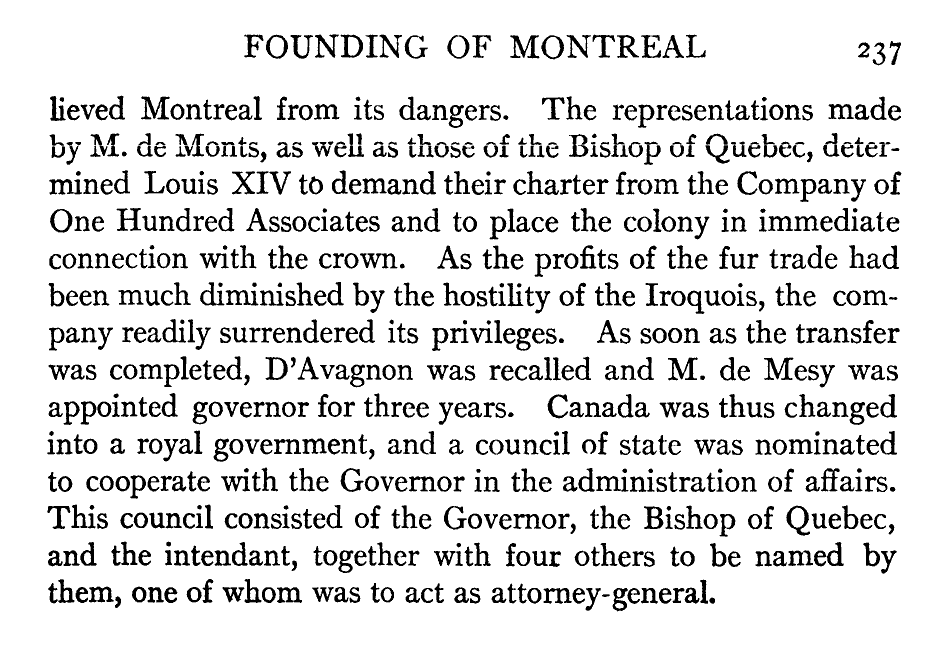 FOUNDING OF MONTREAL 237
lieved Montreal from its dangers. The representations made
by M. de Monts, as well as those of the Bishop of Quebec, deter-
mined Louis XIV to demand their charter from the Company of
One Hundred Associates and to place the colony in immediate
connection with the crown. As the profits of the fur trade had
been much diminished by the hostility of the Iroquois, the com-
pany readily surrendered its privileges. As soon as the transfer
was completed, D'Avagnon was recalled and M. de Mesy was
appointed governor for three years. Canada was thus changed
into a royal government, and a council of state was nominated
to cooperate with the Governor in the administration of affairs.
This council consisted of the Governor, the Bishop of Quebec,
and the intendant, together with four others to be named by
them, one of whom was to act as attorney-general.